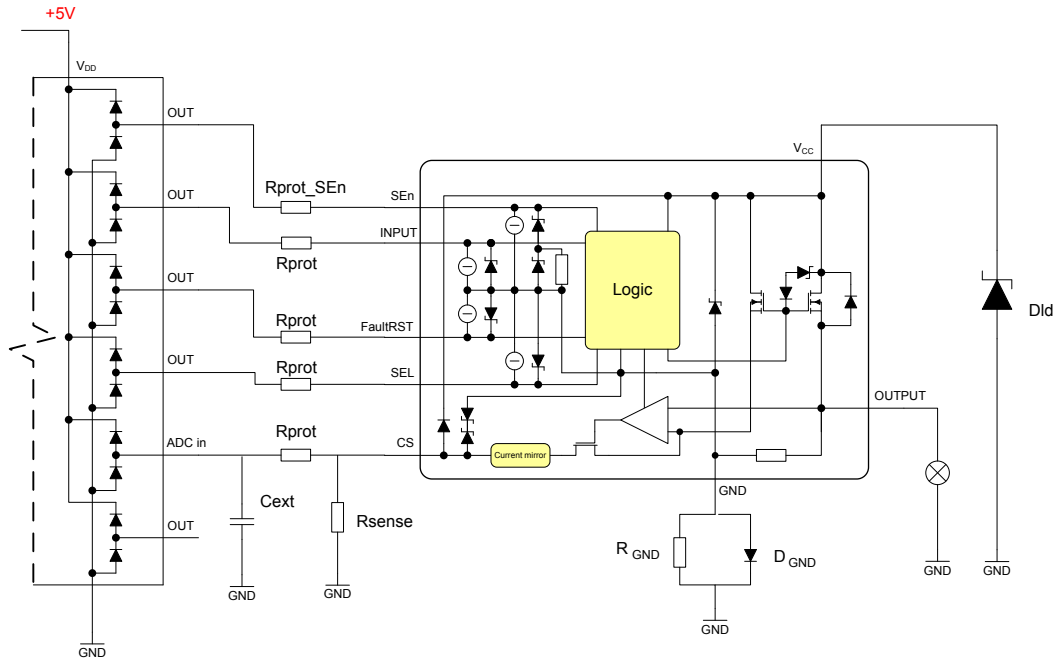 +5V
VDD
OUT
VCC
Rprot_SEn
SEn
OUT
INPUT
Rprot
Logic
OUT
Dld
Rprot
FaultRST
OUT
Rprot
SEL
OUTPUT
Rprot
ADC in
CS
Current mirror
GND
Cext
Rsense
OUT
R GND
D GND
GND
GND
GND
GND
GND
GND